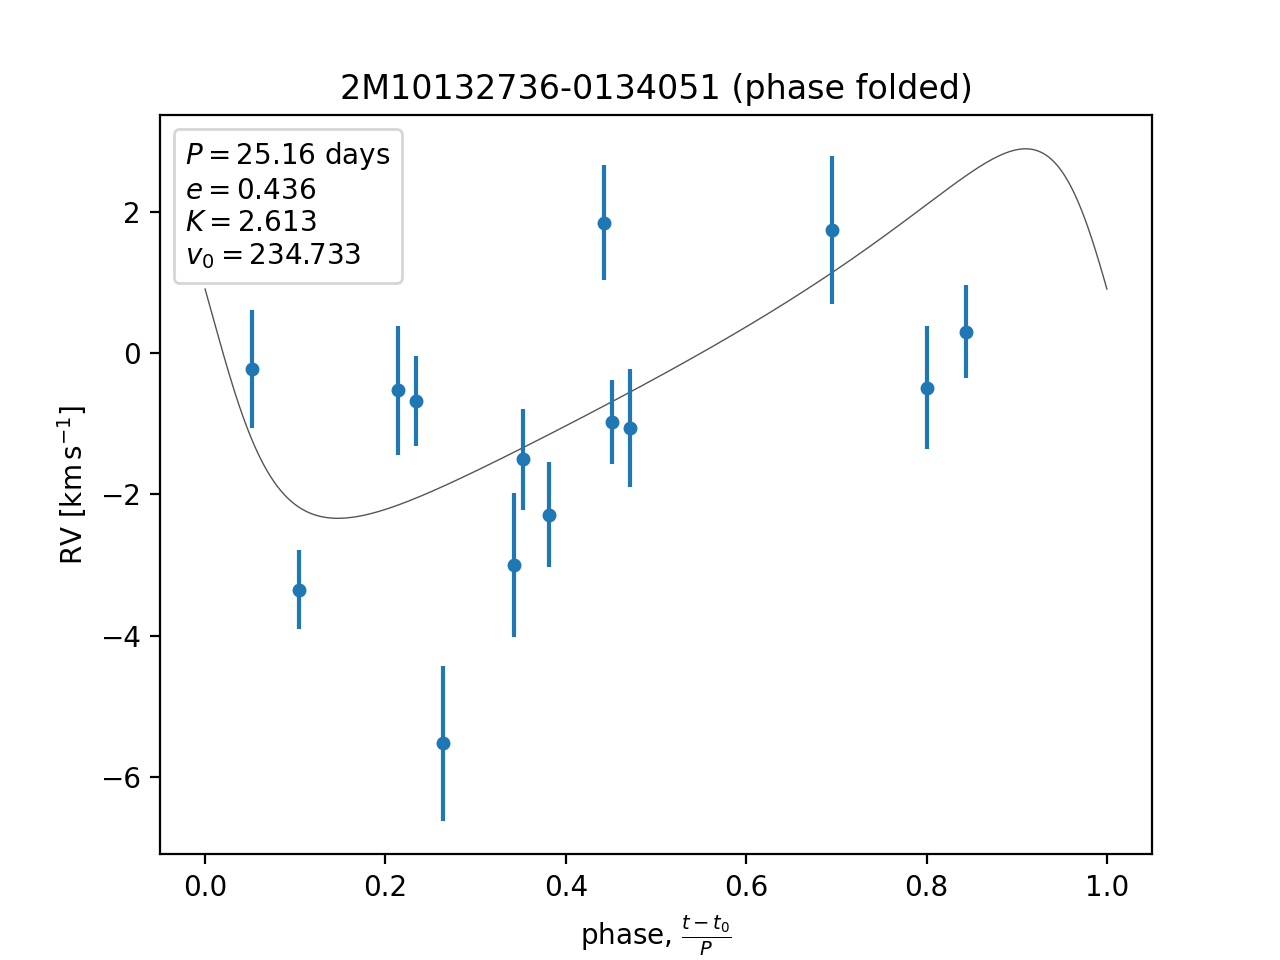 2M10132736-0134051 (phase folded)
P = 25.16 days
e = 0.436
K = 2.613
v₀ = 234.733
2
0
−2
−4
−6
RV [km s⁻¹]
0.0 0.2 0.4 0.6 0.8 1.0
phase, (t − t₀)/P